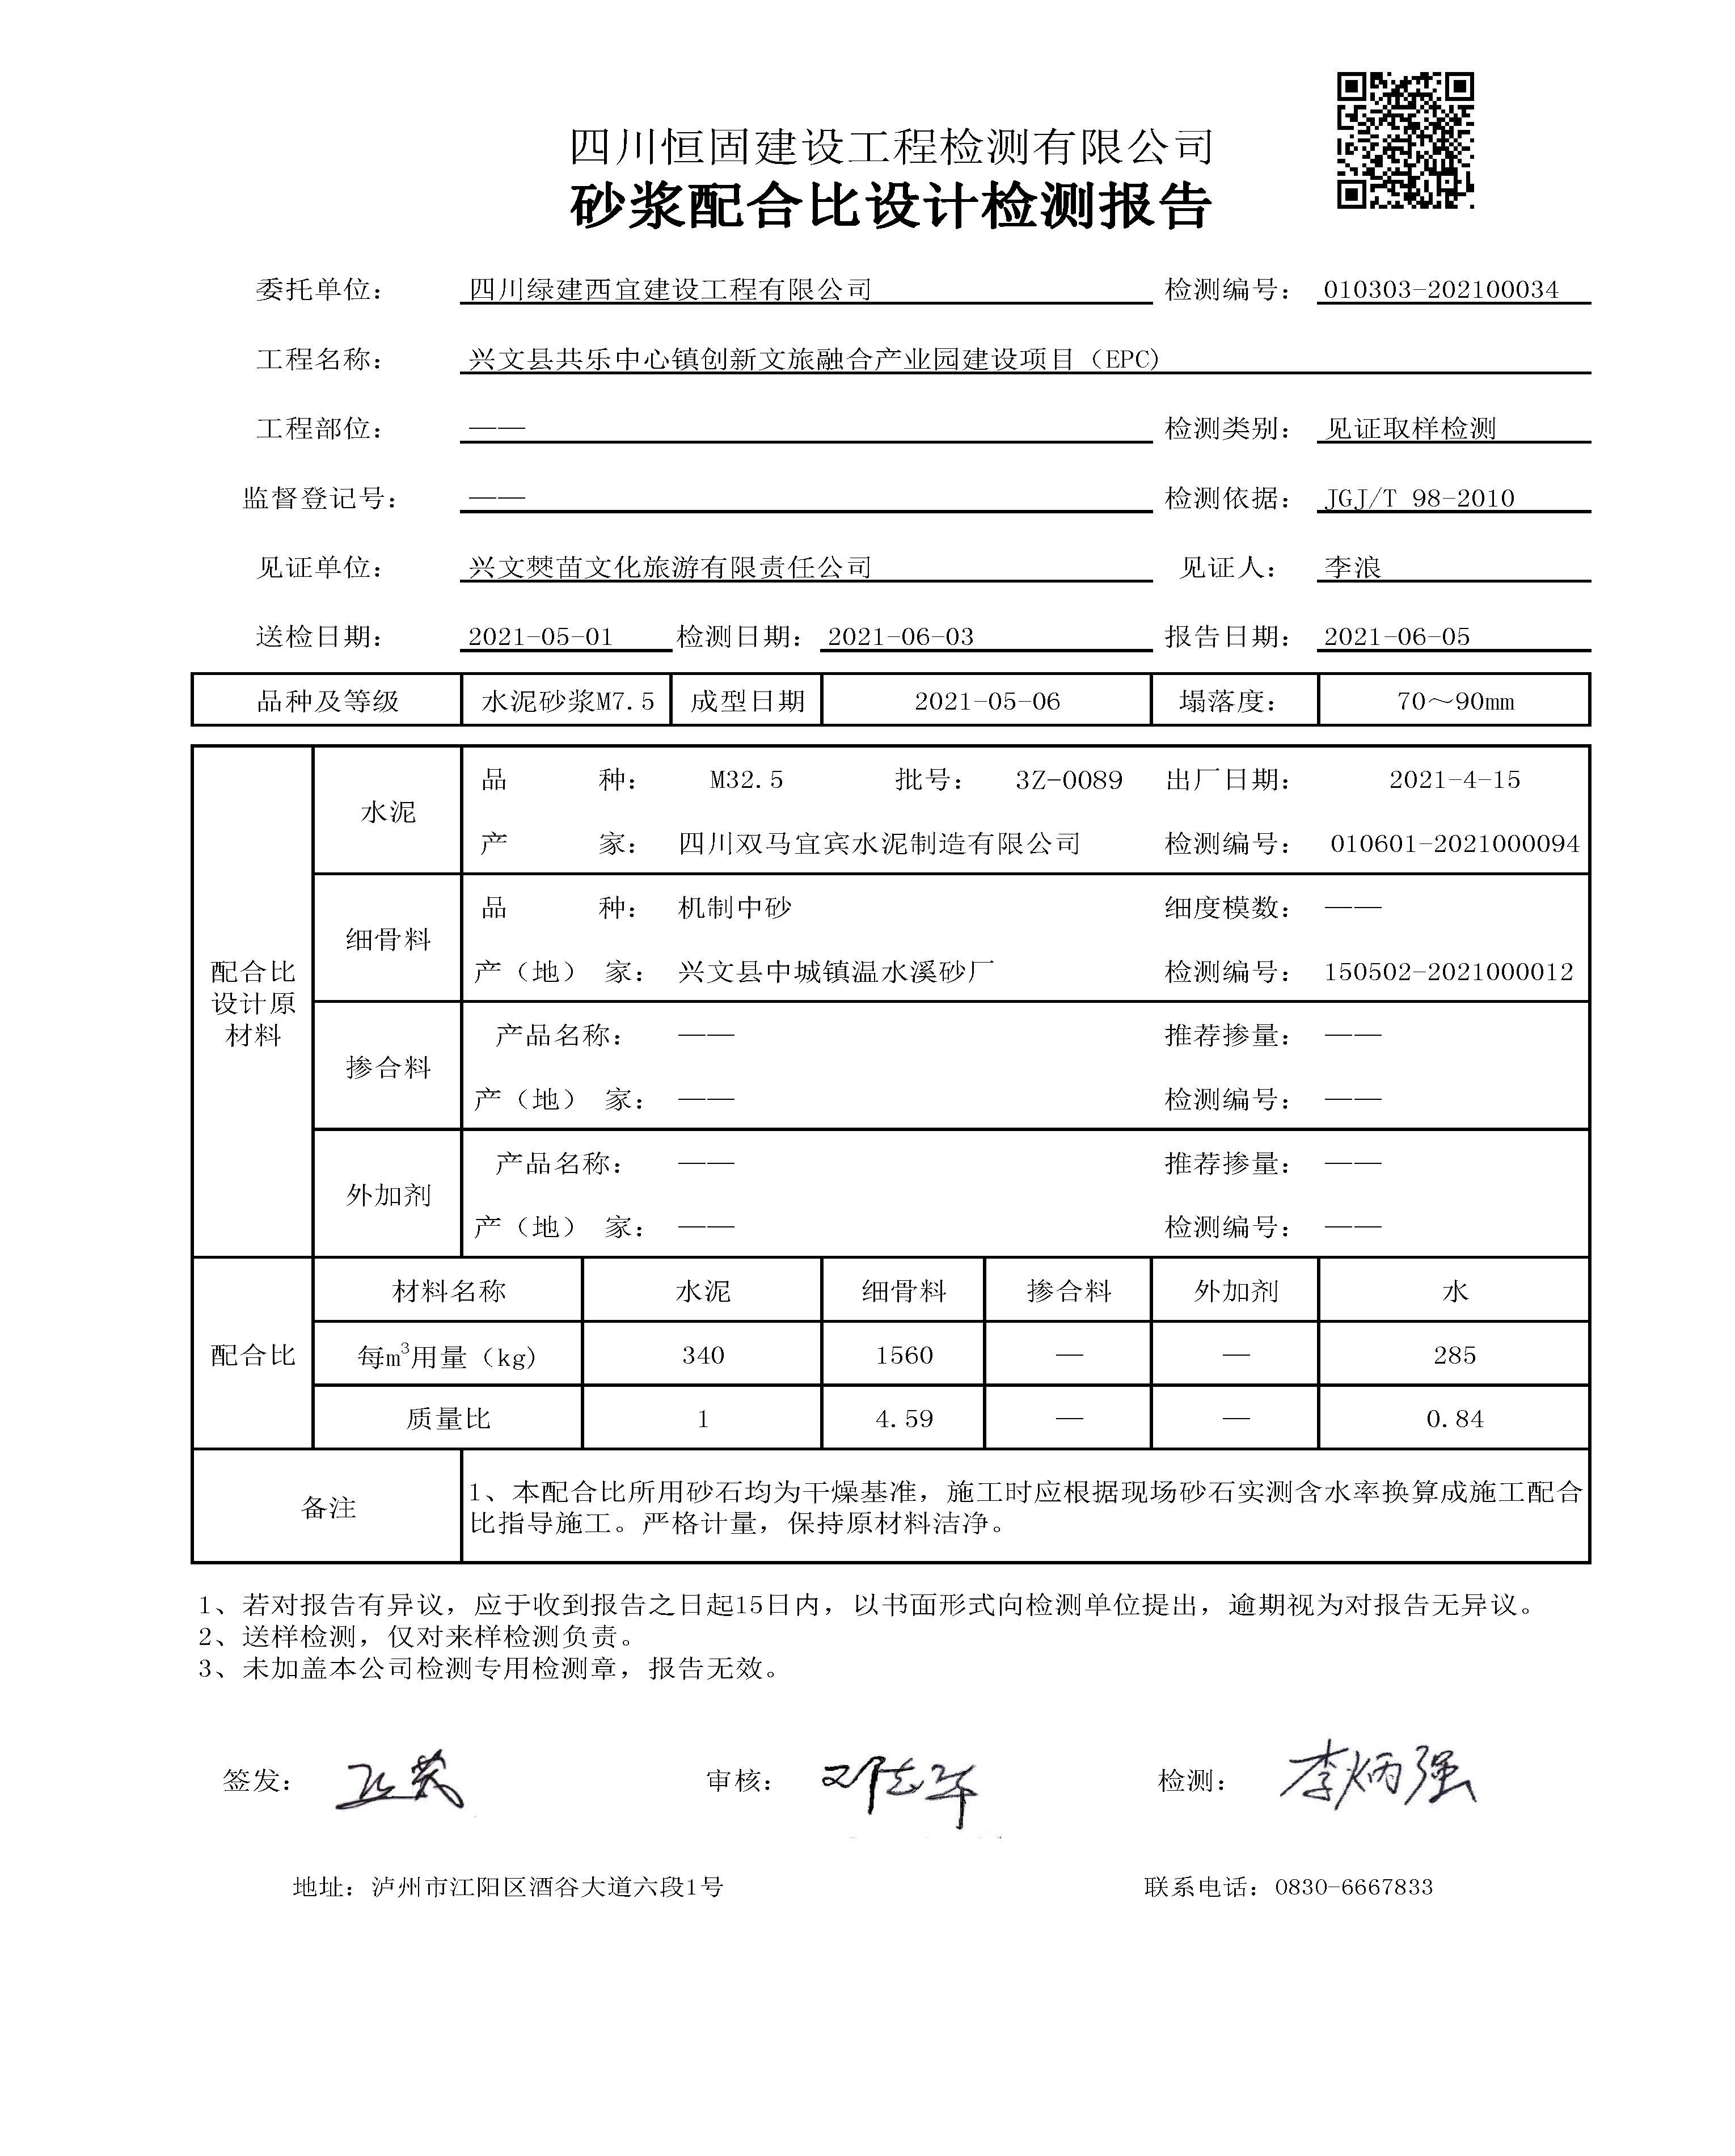 四川恒固建设工程检测有限公司
砂浆配合比设计检测报告
委托单位： 四川绿建西宜建设工程有限公司 检测编号： 010303-202100034
工程名称： 兴文县共乐中心镇创新文旅融合产业园建设项目（EPC)
工程部位： —— 检测类别： 见证取样检测
监督登记号： —— 检测依据： JGJ/T 98-2010
见证单位： 兴文僰苗文化旅游有限责任公司 见证人： 李浪
送检日期： 2021-05-01 检测日期： 2021-06-03 报告日期： 2021-06-05
品种及等级 水泥砂浆M7.5 成型日期 2021-05-06 塌落度： 70～90mm
配合比
设计原
材料
水泥
品 种： M32.5 批号： 3Z-0089 出厂日期： 2021-4-15
产 家： 四川双马宜宾水泥制造有限公司 检测编号： 010601-2021000094
细骨料
品 种： 机制中砂 细度模数： ——
产（地） 家： 兴文县中城镇温水溪砂厂 检测编号： 150502-2021000012
掺合料
产品名称： —— 推荐掺量： ——
产（地） 家： —— 检测编号： ——
外加剂
产品名称： —— 推荐掺量： ——
产（地） 家： —— 检测编号： ——
配合比
材料名称 水泥 细骨料 掺合料 外加剂 水
每m³用量（kg) 340 1560 — — 285
质量比 1 4.59 — — 0.84
备注
1、本配合比所用砂石均为干燥基准，施工时应根据现场砂石实测含水率换算成施工配合
比指导施工。严格计量，保持原材料洁净。
1、若对报告有异议，应于收到报告之日起15日内，以书面形式向检测单位提出，逾期视为对报告无异议。
2、送样检测，仅对来样检测负责。
3、未加盖本公司检测专用检测章，报告无效。
签发： 审核： 检测： 李炳强
地址：泸州市江阳区酒谷大道六段1号 联系电话：0830-6667833